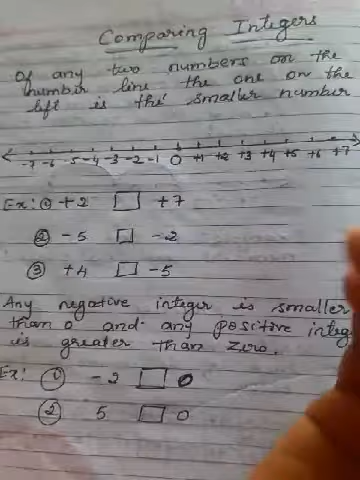 Comparing Integers
Of any two numbers on the
number line the one on the
left is the smaller number
-7 -6 -5 -4 -3 -2 -1 0 +1 +2 +3 +4 +5 +6 +7
Ex: ① +2 □ +7
② -5 □ -2
③ +4 □ -5
Any negative integer is smaller
than 0 and any positive integ
is greater than zero.
Ex: ① -2 □ 0
② 5 □ 0